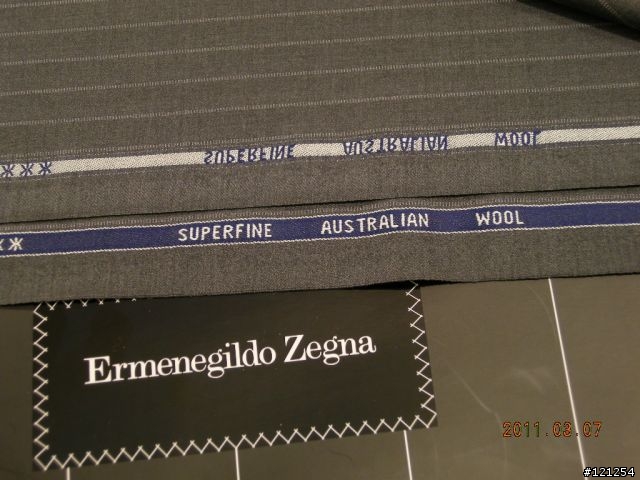 SUPERFINE AUSTRALIAN WOOL
SUPERFINE AUSTRALIAN WOOL
Ermenegildo Zegna
2011.03.07
#121254